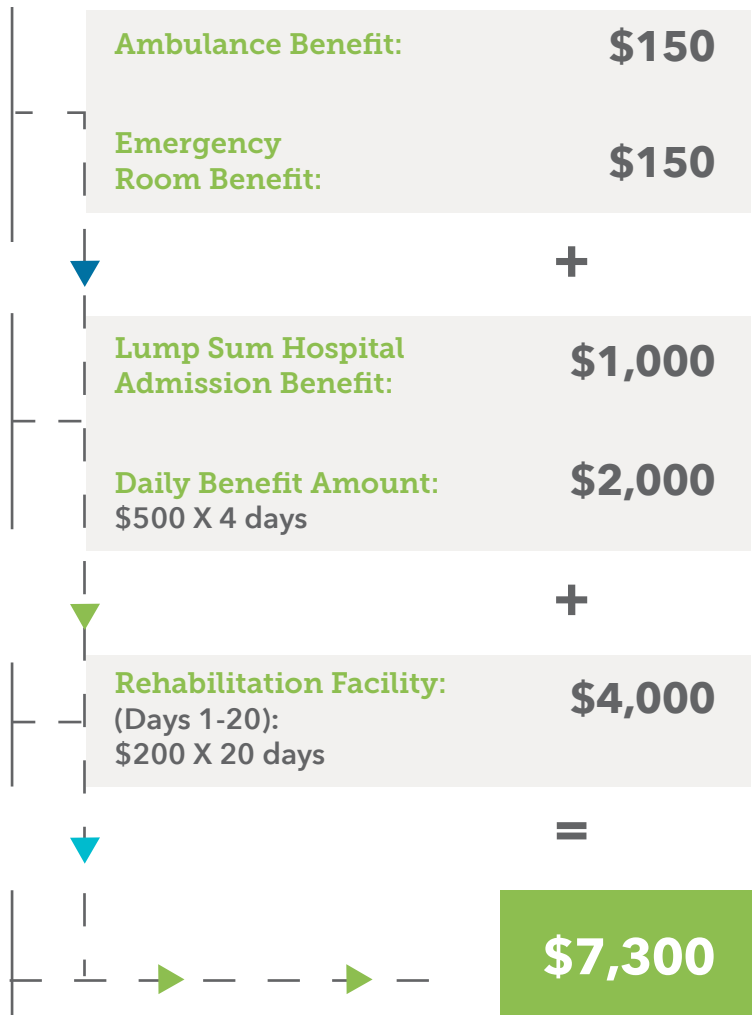 Ambulance Benefit: $150
Emergency
Room Benefit: $150
+
Lump Sum Hospital
Admission Benefit: $1,000
Daily Benefit Amount: $2,000
$500 X 4 days
+
Rehabilitation Facility: $4,000
(Days 1-20):
$200 X 20 days
=
$7,300